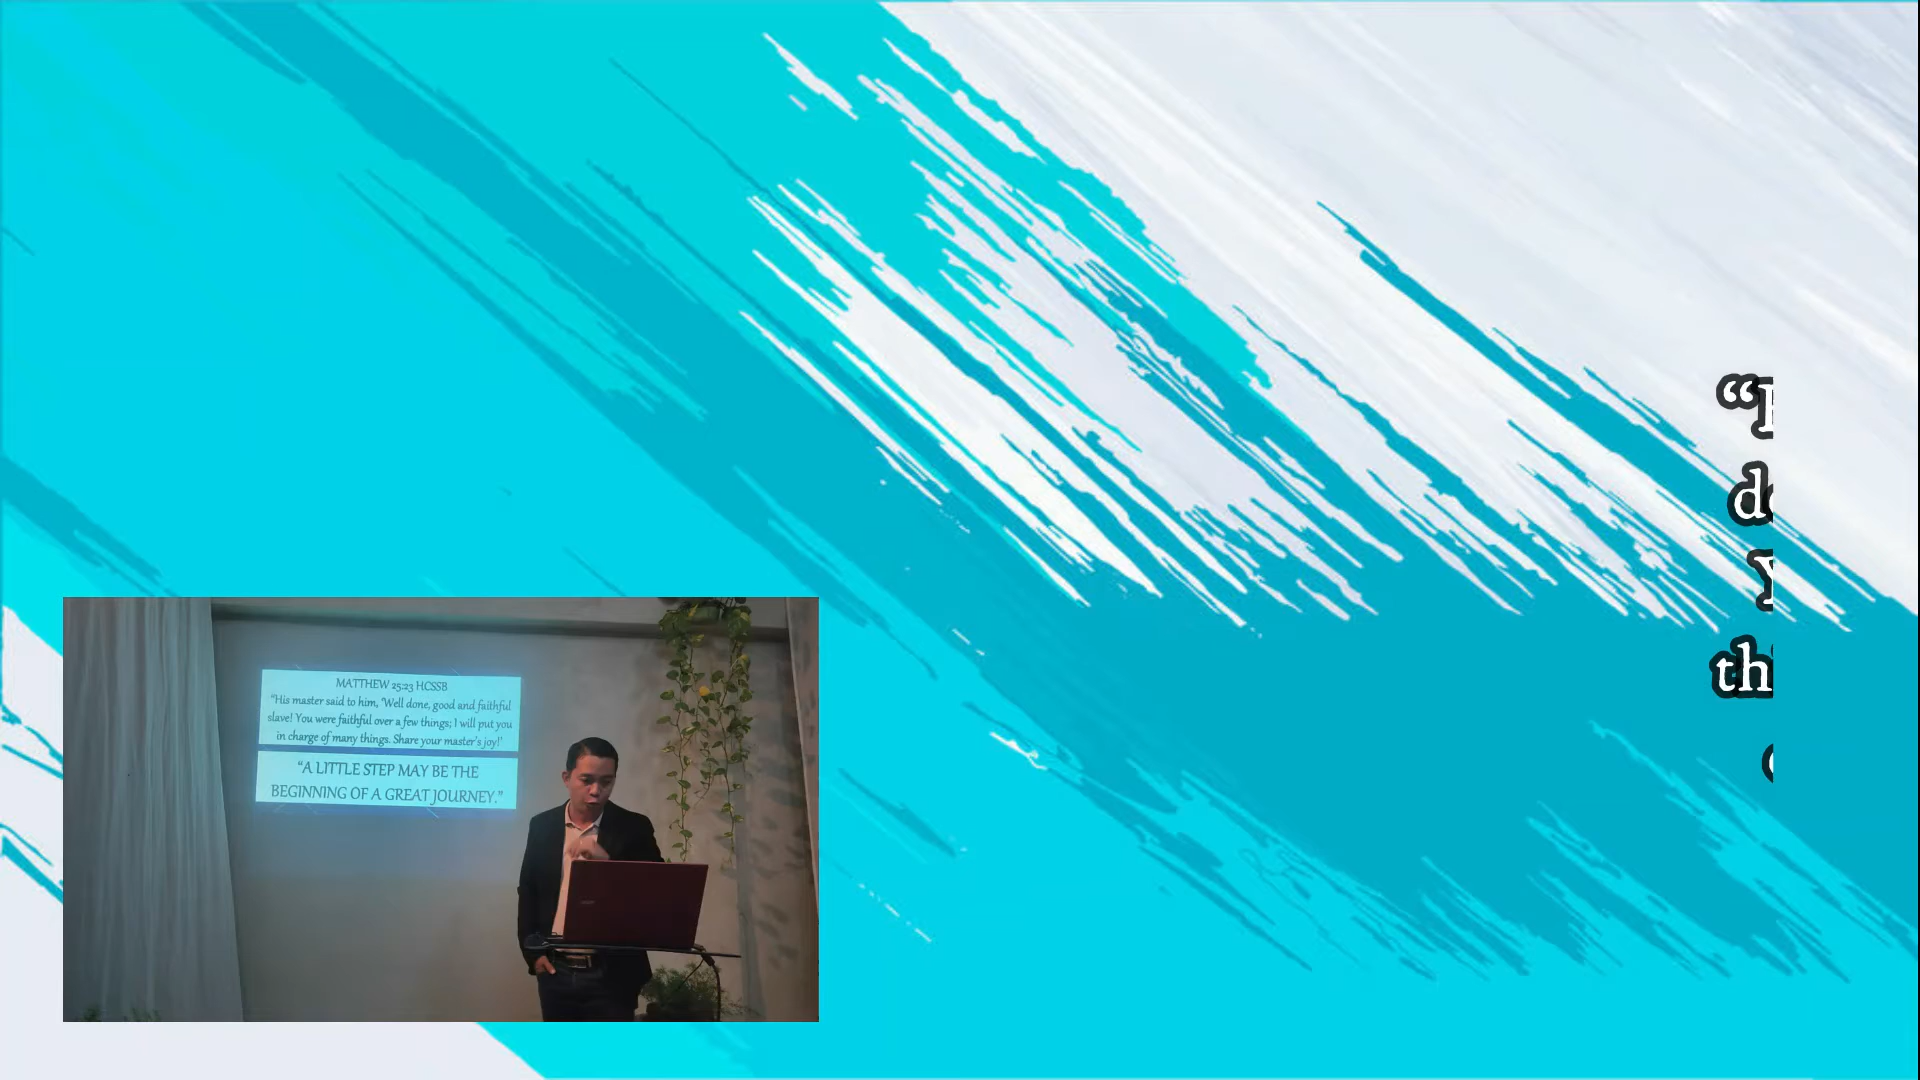 MATTHEW 25:23 HCSSB
“His master said to him, ‘Well done, good and faithful
slave! You were faithful over a few things; I will put you
in charge of many things. Share your master's joy!’
“A LITTLE STEP MAY BE THE
BEGINNING OF A GREAT JOURNEY.”
th